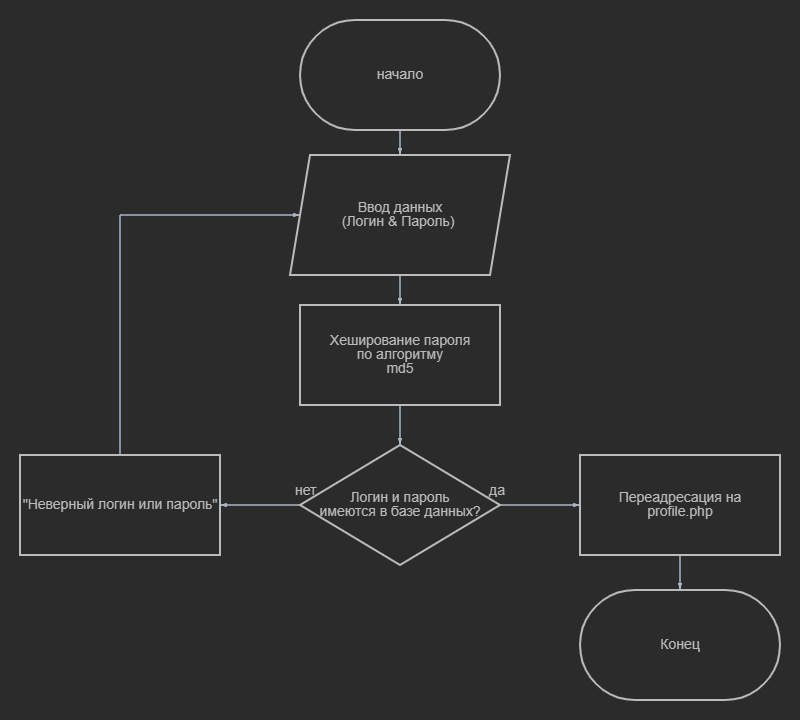 начало
Ввод данных
(Логин & Пароль)
Хеширование пароля
по алгоритму
md5
нет
да
"Неверный логин или пароль"
Логин и пароль
имеются в базе данных?
Переадресация на
profile.php
Конец